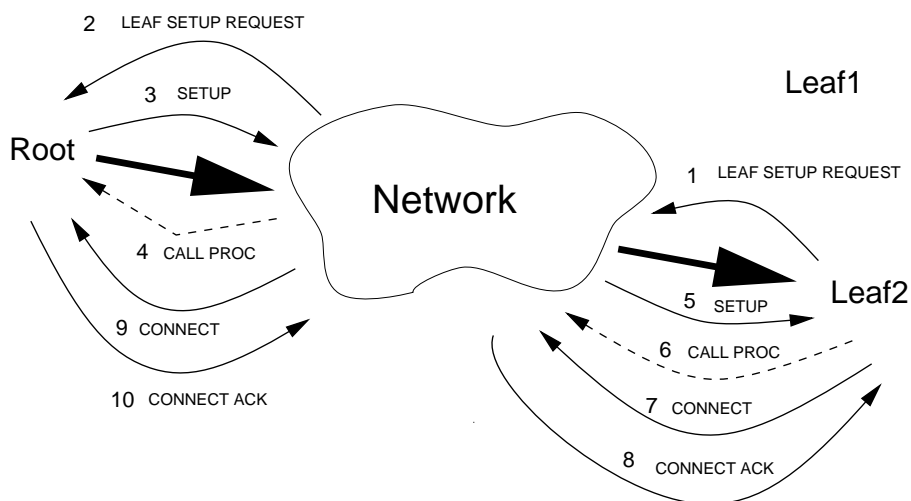 2 LEAF SETUP REQUEST
3 SETUP
Leaf1
Root
Network
1 LEAF SETUP REQUEST
4 CALL PROC
5 SETUP
Leaf2
9 CONNECT
6 CALL PROC
10 CONNECT ACK
7 CONNECT
8 CONNECT ACK